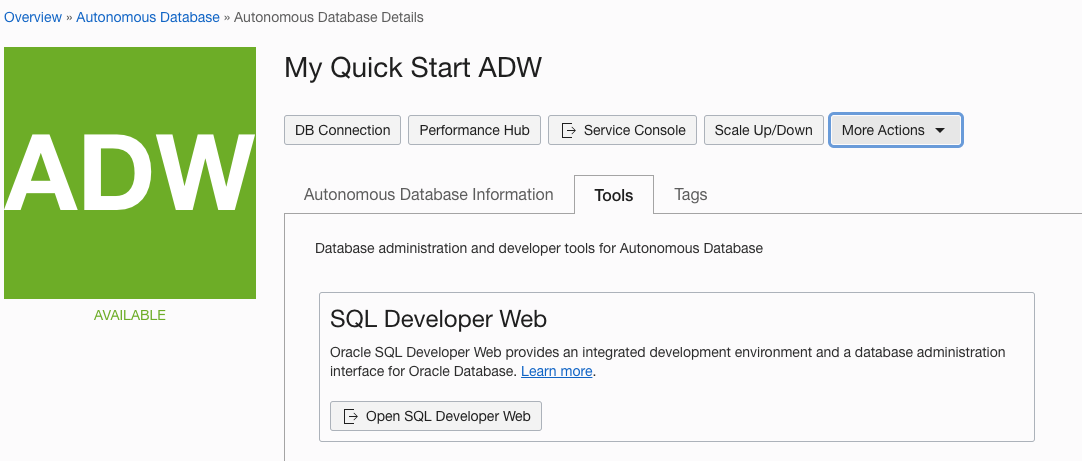 Overview » Autonomous Database » Autonomous Database Details
ADW
AVAILABLE
My Quick Start ADW
DB Connection Performance Hub Service Console Scale Up/Down More Actions
Autonomous Database Information Tools Tags
Database administration and developer tools for Autonomous Database
SQL Developer Web
Oracle SQL Developer Web provides an integrated development environment and a database administration
interface for Oracle Database. Learn more.
Open SQL Developer Web